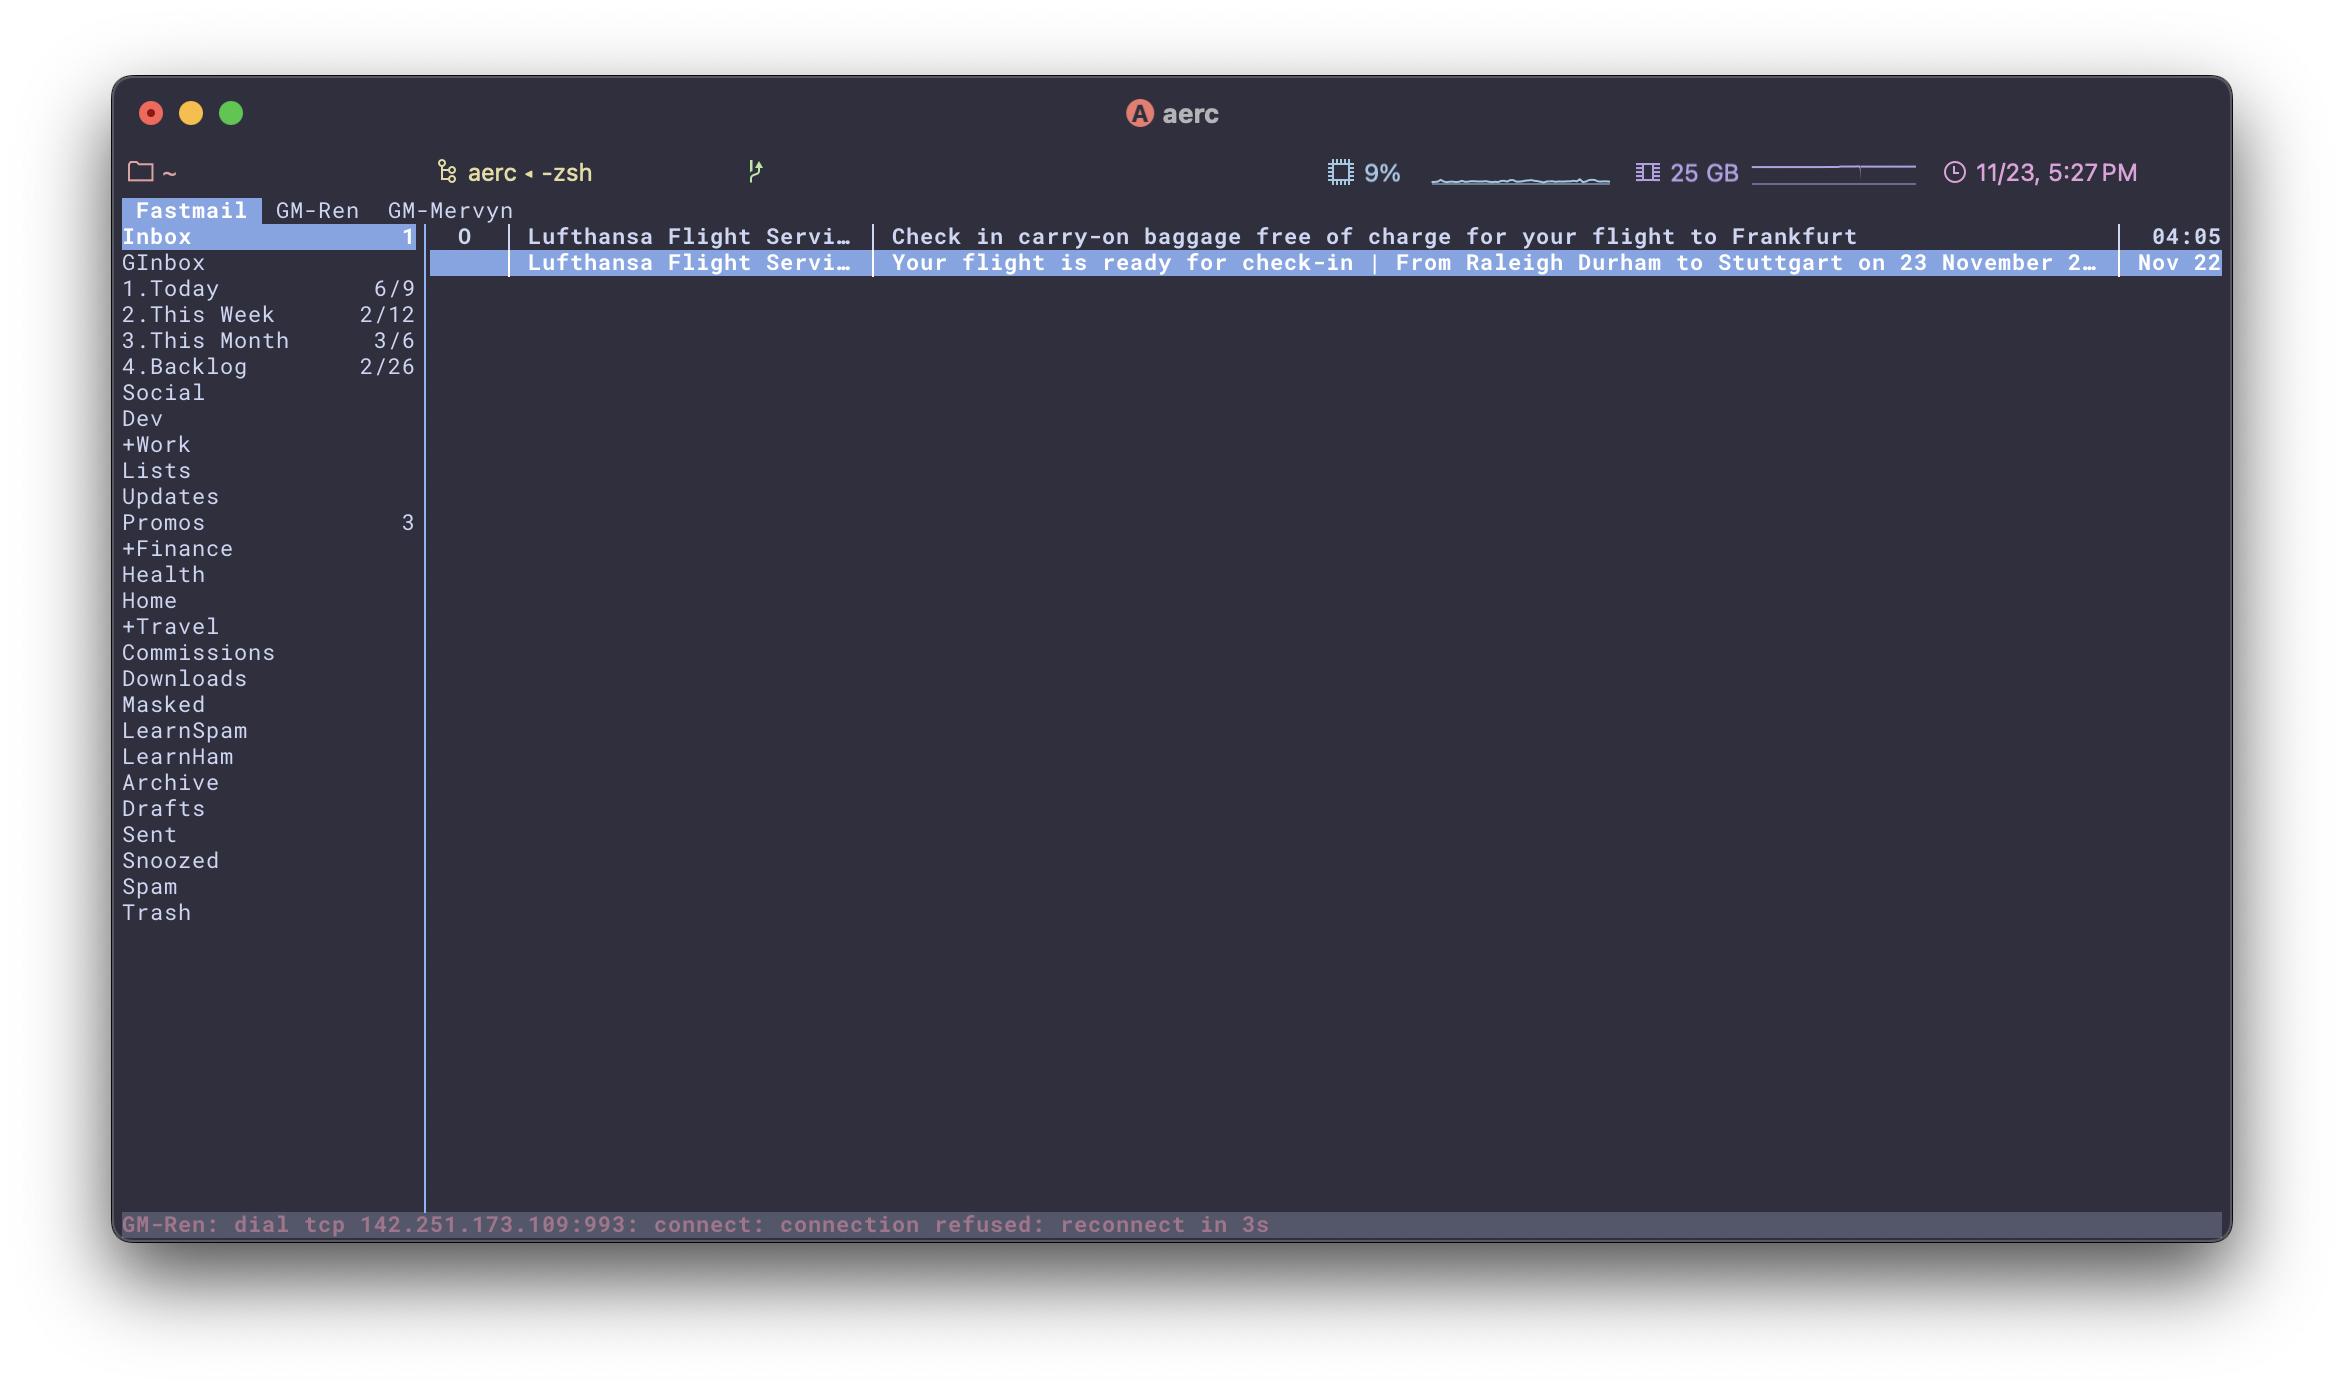 A aerc
~ aerc ◂ -zsh 9% 25 GB 11/23, 5:27 PM
Fastmail GM-Ren GM-Mervyn
Inbox 1 O Lufthansa Flight Servi… Check in carry-on baggage free of charge for your flight to Frankfurt 04:05
GInbox Lufthansa Flight Servi… Your flight is ready for check-in | From Raleigh Durham to Stuttgart on 23 November 2… Nov 22
1.Today 6/9
2.This Week 2/12
3.This Month 3/6
4.Backlog 2/26
Social
Dev
+Work
Lists
Updates
Promos 3
+Finance
Health
Home
+Travel
Commissions
Downloads
Masked
LearnSpam
LearnHam
Archive
Drafts
Sent
Snoozed
Spam
Trash
GM-Ren: dial tcp 142.251.173.109:993: connect: connection refused: reconnect in 3s